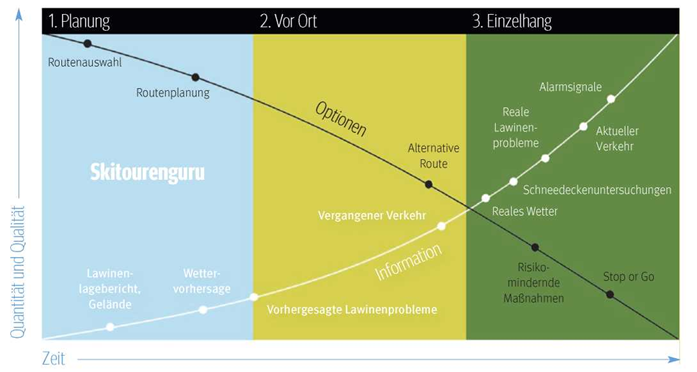 1. Planung
2. Vor Ort
3. Einzelhang
Routenauswahl
Routenplanung
Optionen
Alternative
Route
Alarmsignale
Reale
Lawinen-
probleme
Aktueller
Verkehr
Skitourenguru
Schneedeckenuntersuchungen
Vergangener Verkehr
Reales Wetter
Information
Lawinen-
lagebericht,
Gelände
Wetter-
vorhersage
Vorhergesagte Lawinenprobleme
Risiko-
mindernde
Maßnahmen
Stop or Go
Quantität und Qualität
Zeit